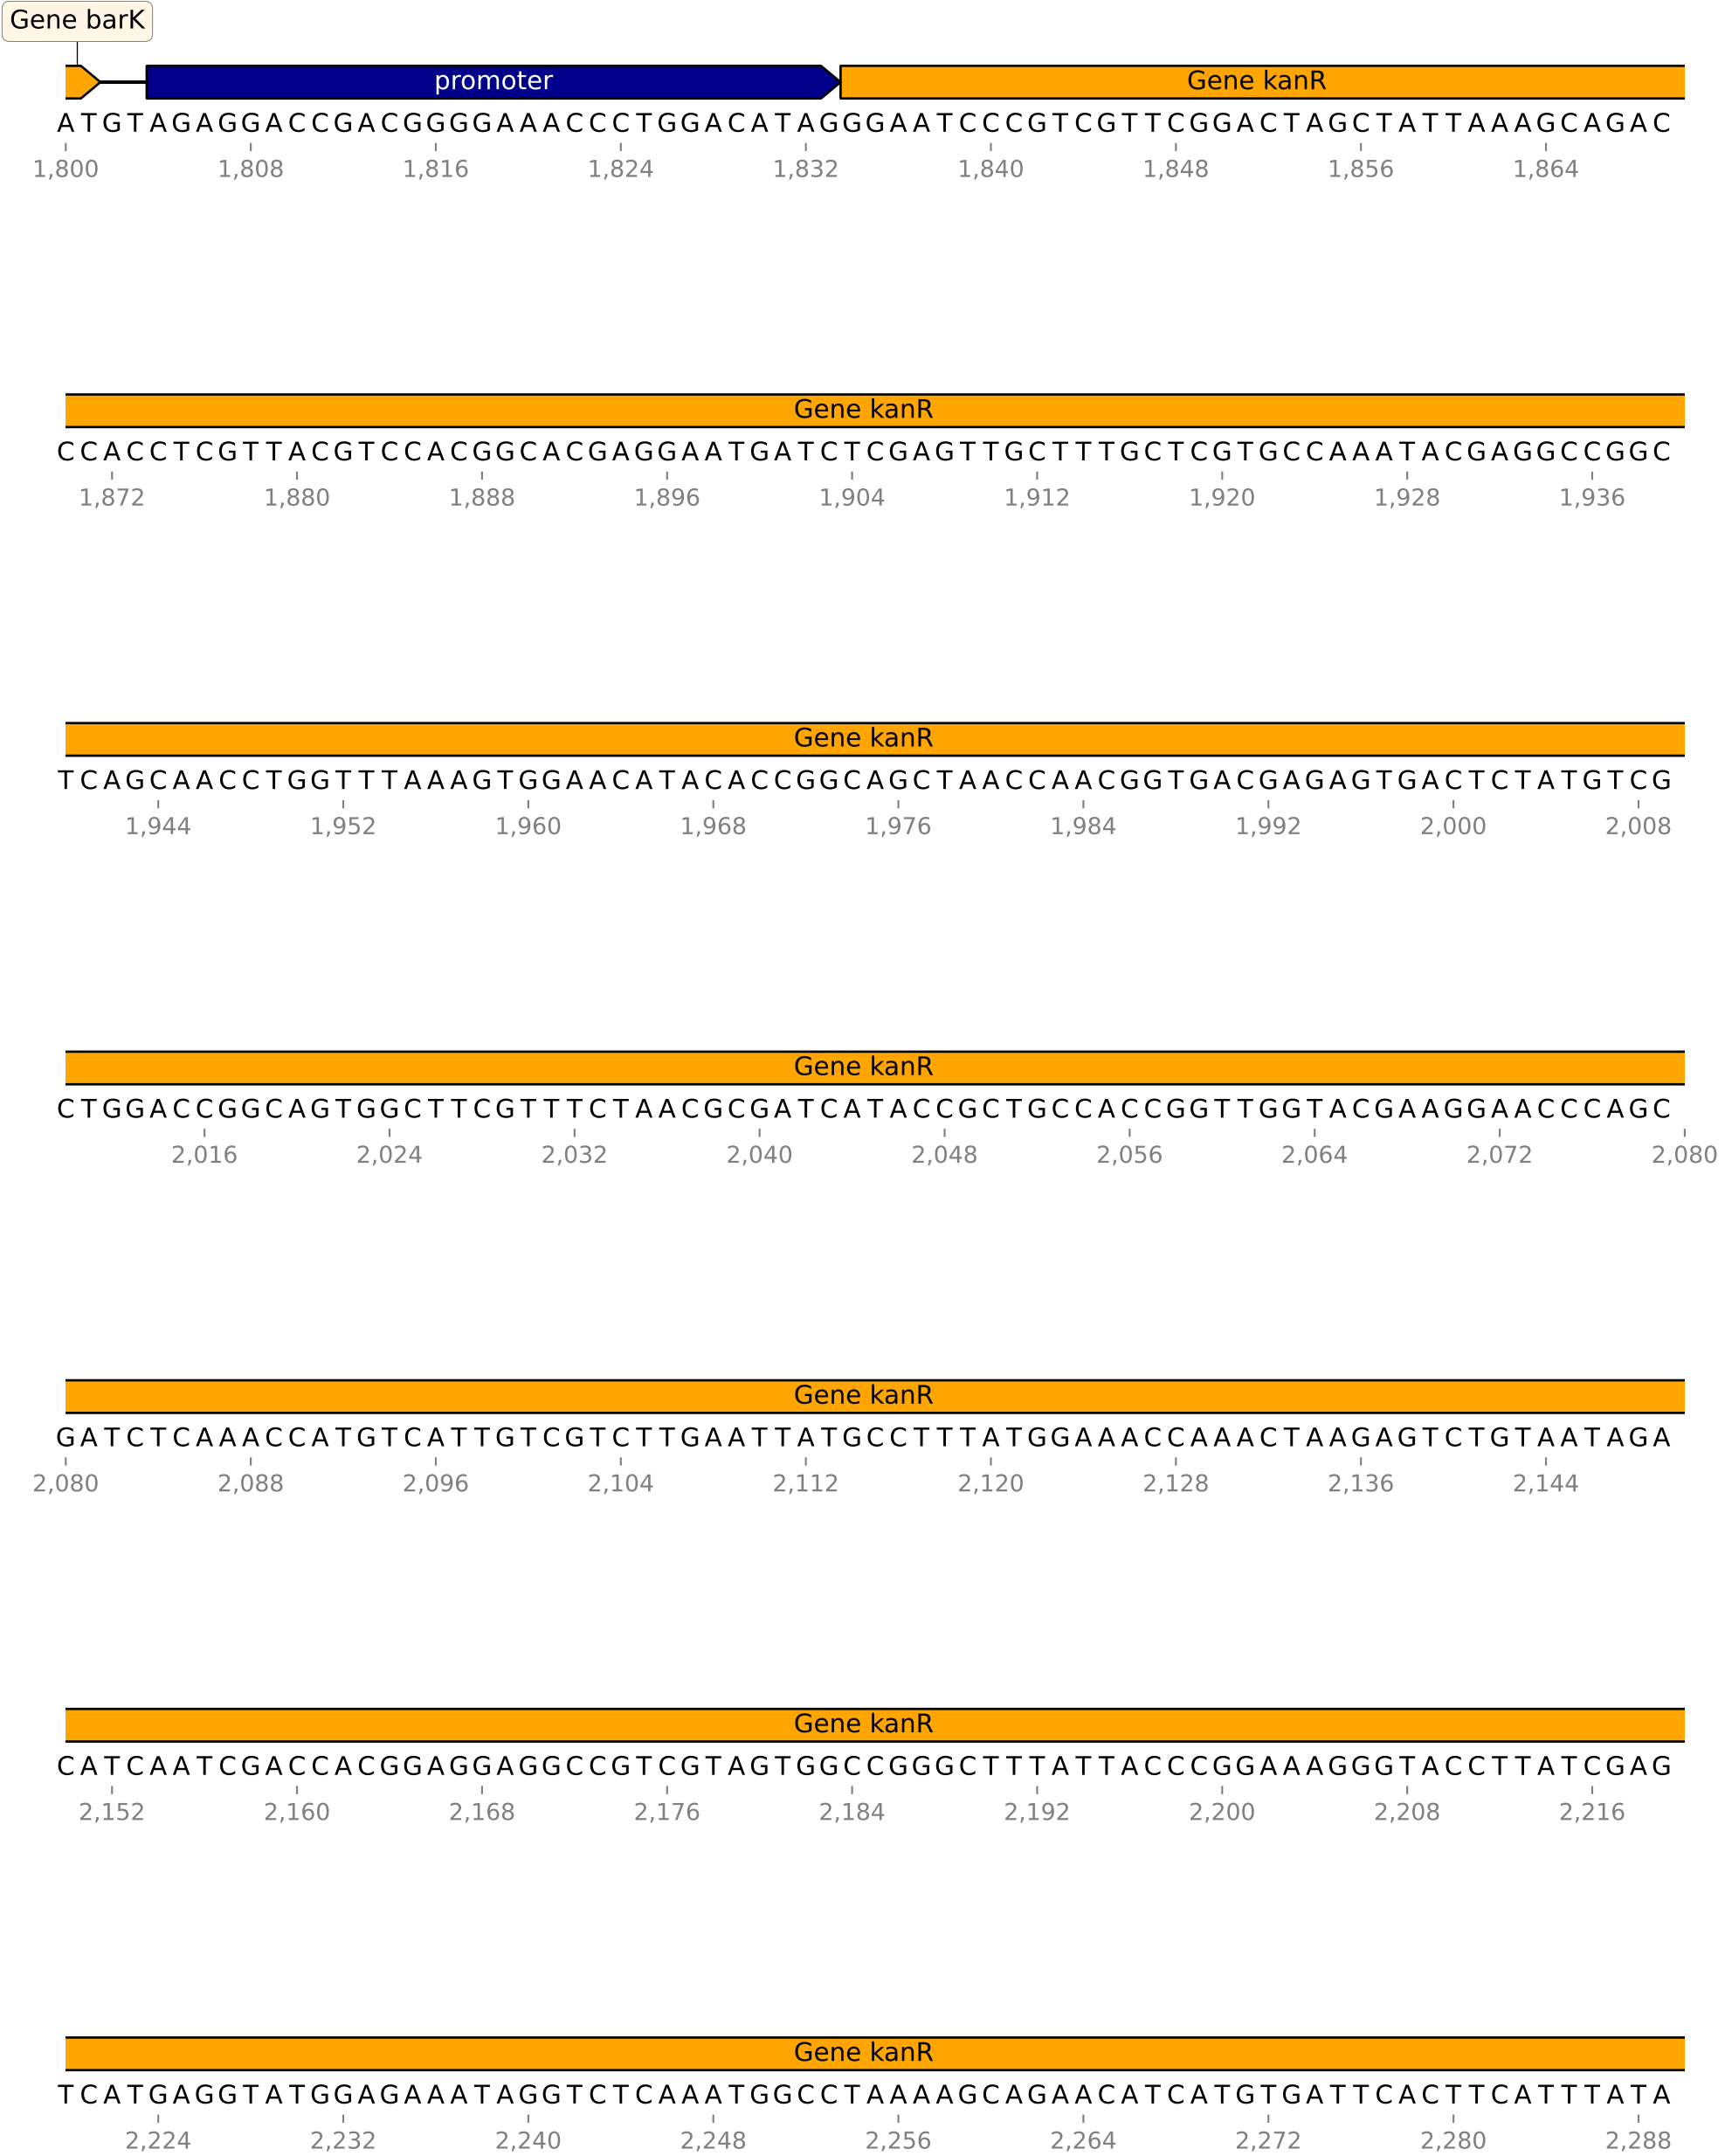 Gene barK
promoter Gene kanR
ATGTAGAGGACCGACGGGGAAACCCTGGACATAGGGAATCCCGTCGTTCGGACTAGCTATTAAAGCAGAC
1,800 1,808 1,816 1,824 1,832 1,840 1,848 1,856 1,864
Gene kanR
CCACCTCGTTACGTCCACGGCACGAGGAATGATCTCGAGTTGCTTTGCTCGTGCCAAATACGAGGCCGGC
1,872 1,880 1,888 1,896 1,904 1,912 1,920 1,928 1,936
Gene kanR
TCAGCAACCTGGTTTAAAGTGGAACATACACCGGCAGCTAACCAACGGTGACGAGAGTGACTCTATGTCG
1,944 1,952 1,960 1,968 1,976 1,984 1,992 2,000 2,008
Gene kanR
CTGGACCGGCAGTGGCTTCGTTTCTAACGCGATCATACCGCTGCCACCGGTTGGTACGAAGGAACCCAGC
2,016 2,024 2,032 2,040 2,048 2,056 2,064 2,072 2,080
Gene kanR
GATCTCAAACCATGTCATTGTCGTCTTGAATTATGCCTTTATGGAAACCAAACTAAGAGTCTGTAATAGA
2,080 2,088 2,096 2,104 2,112 2,120 2,128 2,136 2,144
Gene kanR
CATCAATCGACCACGGAGGAGGCCGTCGTAGTGGCCGGGCTTTATTACCCGGAAAGGGTACCTTATCGAG
2,152 2,160 2,168 2,176 2,184 2,192 2,200 2,208 2,216
Gene kanR
TCATGAGGTATGGAGAAATAGGTCTCAAATGGCCTAAAAGCAGAACATCATGTGATTCACTTCATTTATA
2,224 2,232 2,240 2,248 2,256 2,264 2,272 2,280 2,288